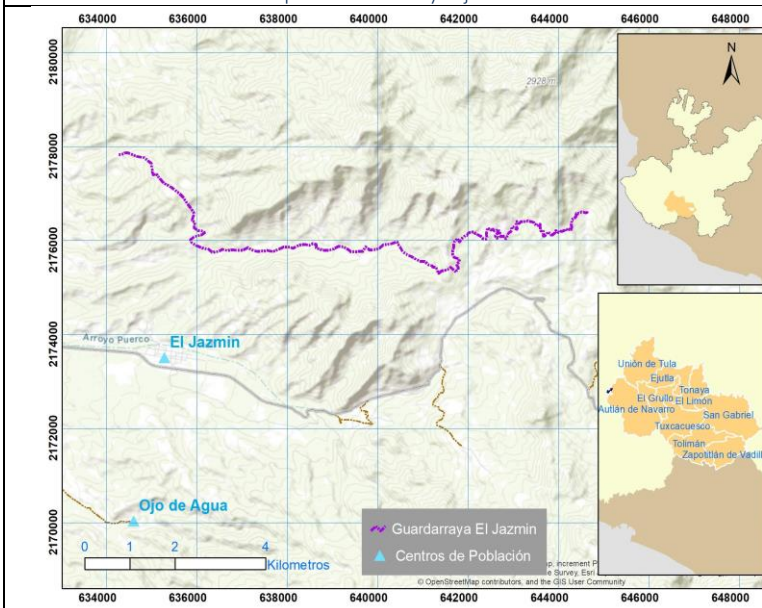 634000 636000 638000 640000 642000 644000 646000 648000
2180000
2178000
2176000
2174000
2172000
2170000
2928 m
N
Arroyo Puerco
El Jazmin
Ojo de Agua
0 1 2 4
Kilometros
Guardarraya El Jazmin
Centros de Población
Unión de Tula
Ejutla
Tonaya
El Grullo
El Limón
Autlán de Navarro
San Gabriel
Tuxcacuesco
Tolimán
Zapotitlán de Vadill
increment P
Survey, Esri
© OpenStreetMap contributors, and the GIS User Community
634000 636000 638000 640000 642000 644000 646000 648000